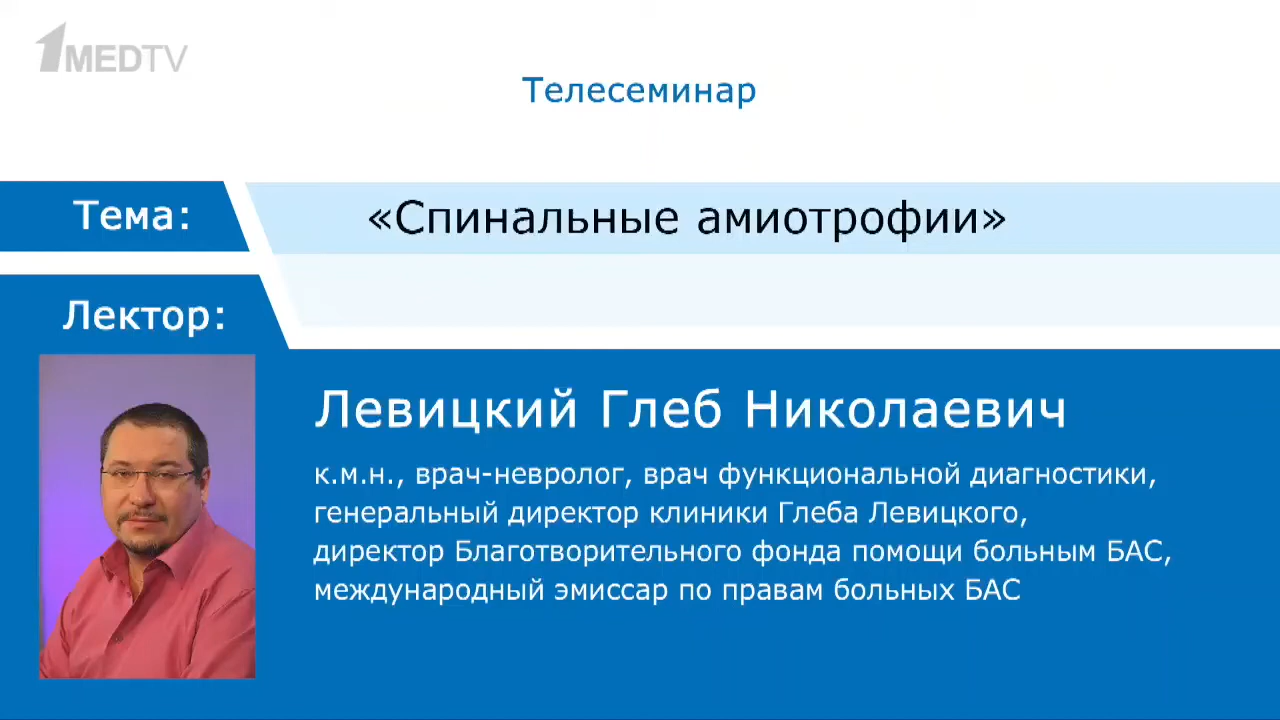 1MEDTV
Телесеминар
Тема:
«Спинальные амиотрофии»
Лектор:
Левицкий Глеб Николаевич
к.м.н., врач-невролог, врач функциональной диагностики,
генеральный директор клиники Глеба Левицкого,
директор Благотворительного фонда помощи больным БАС,
международный эмиссар по правам больных БАС